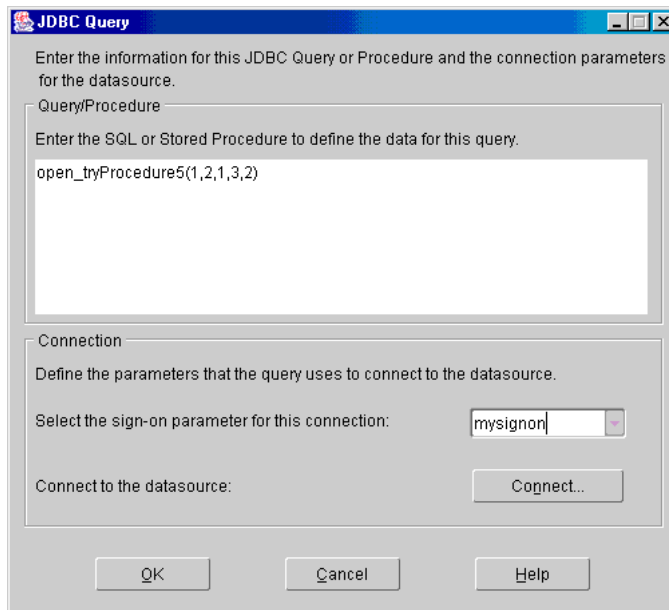 JDBC Query
Enter the information for this JDBC Query or Procedure and the connection parameters
for the datasource.
Query/Procedure
Enter the SQL or Stored Procedure to define the data for this query.
open_tryProcedure5(1,2,1,3,2)
Connection
Define the parameters that the query uses to connect to the datasource.
Select the sign-on parameter for this connection: mysignon
Connect to the datasource: Connect...
OK Cancel Help